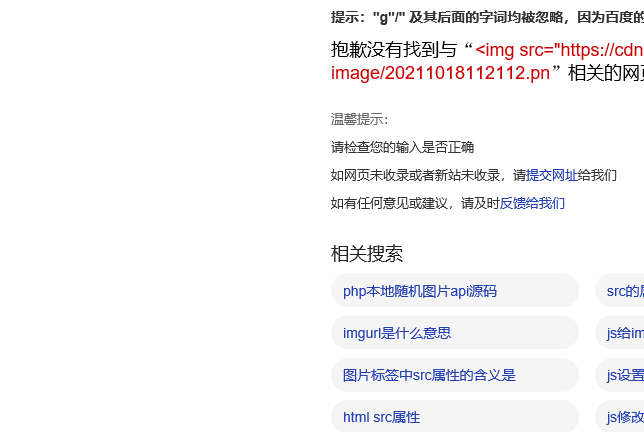 提示："g"/" 及其后面的字词均被忽略，因为百度的
抱歉没有找到与“<img src="https://cdn
image/20211018112112.pn”相关的网页
温馨提示：
请检查您的输入是否正确
如网页未收录或者新站未收录，请提交网址给我们
如有任何意见或建议，请及时反馈给我们
相关搜索
php本地随机图片api源码 src的属
imgurl是什么意思 js给im
图片标签中src属性的含义是 js设置
html src属性 js修改